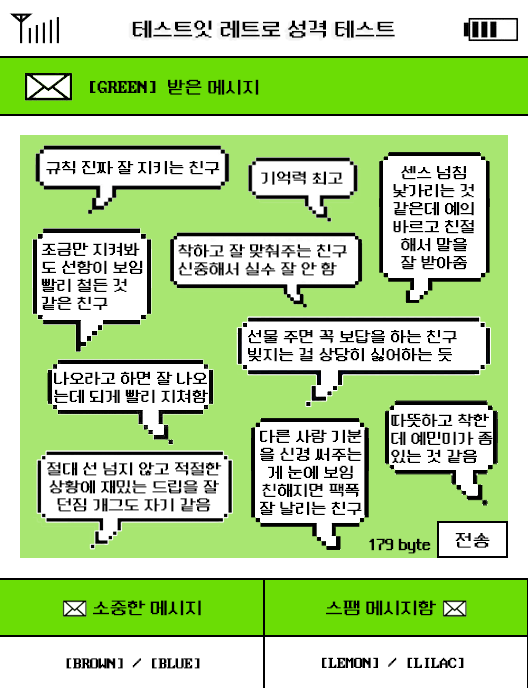 테스트잇 레트로 성격 테스트
[GREEN] 받은 메시지
규칙 진짜 잘 지키는 친구
기억력 최고
센스 넘침
낯가리는 것
같은데 예의
바르고 친절
해서 말을
잘 받아줌
조금만 지켜봐
도 선함이 보임
빨리 철든 것
같은 친구
착하고 잘 맞춰주는 친구
신중해서 실수 잘 안 함
선물 주면 꼭 보답을 하는 친구
빚지는 걸 상당히 싫어하는 듯
나오라고 하면 잘 나오
는데 되게 빨리 지쳐함
다른 사람 기분
을 신경 써주는
게 눈에 보임
친해지면 팩폭
잘 날리는 친구
따뜻하고 착한
데 예민미가 좀
있는 것 같음
절대 선 넘지 않고 적절한
상황에 재밌는 드립을 잘
던짐 개그도 자기 같음
179 byte
전송
소중한 메시지
스팸 메시지함
[BROWN] / [BLUE]
[LEMON] / [LILAC]